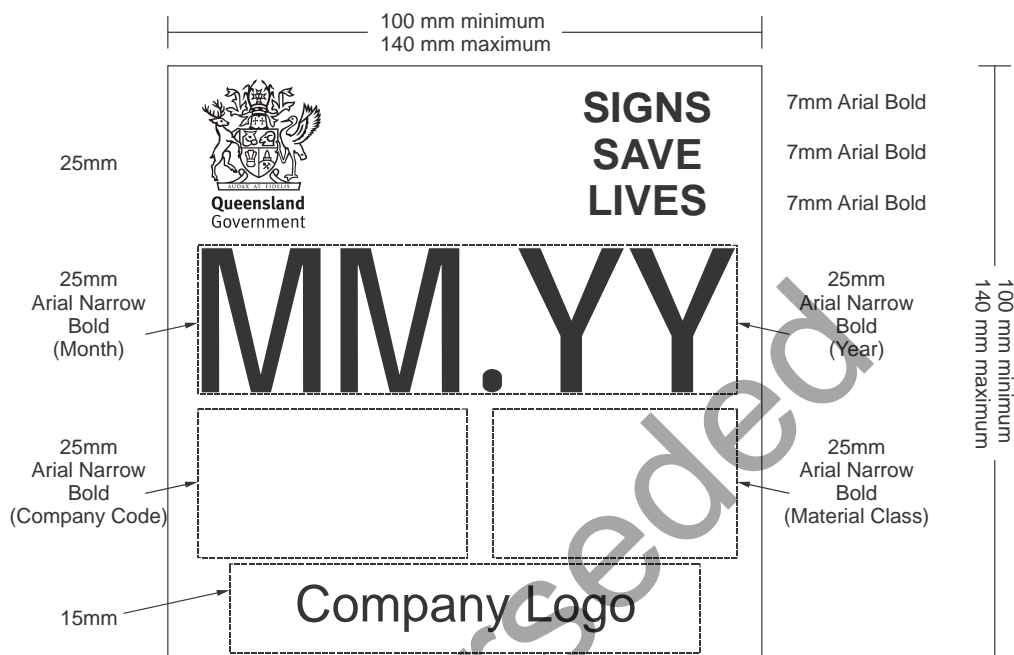 100 mm minimum
140 mm maximum
SIGNS
SAVE
LIVES
7mm Arial Bold
7mm Arial Bold
7mm Arial Bold
25mm
AUDAX AT FIDELIS
Queensland
Government
25mm
Arial Narrow
Bold
(Month)
MM.YY
25mm
Arial Narrow
Bold
(Year)
100 mm minimum
140 mm maximum
25mm
Arial Narrow
Bold
(Company Code)
25mm
Arial Narrow
Bold
(Material Class)
15mm
Company Logo
rseded